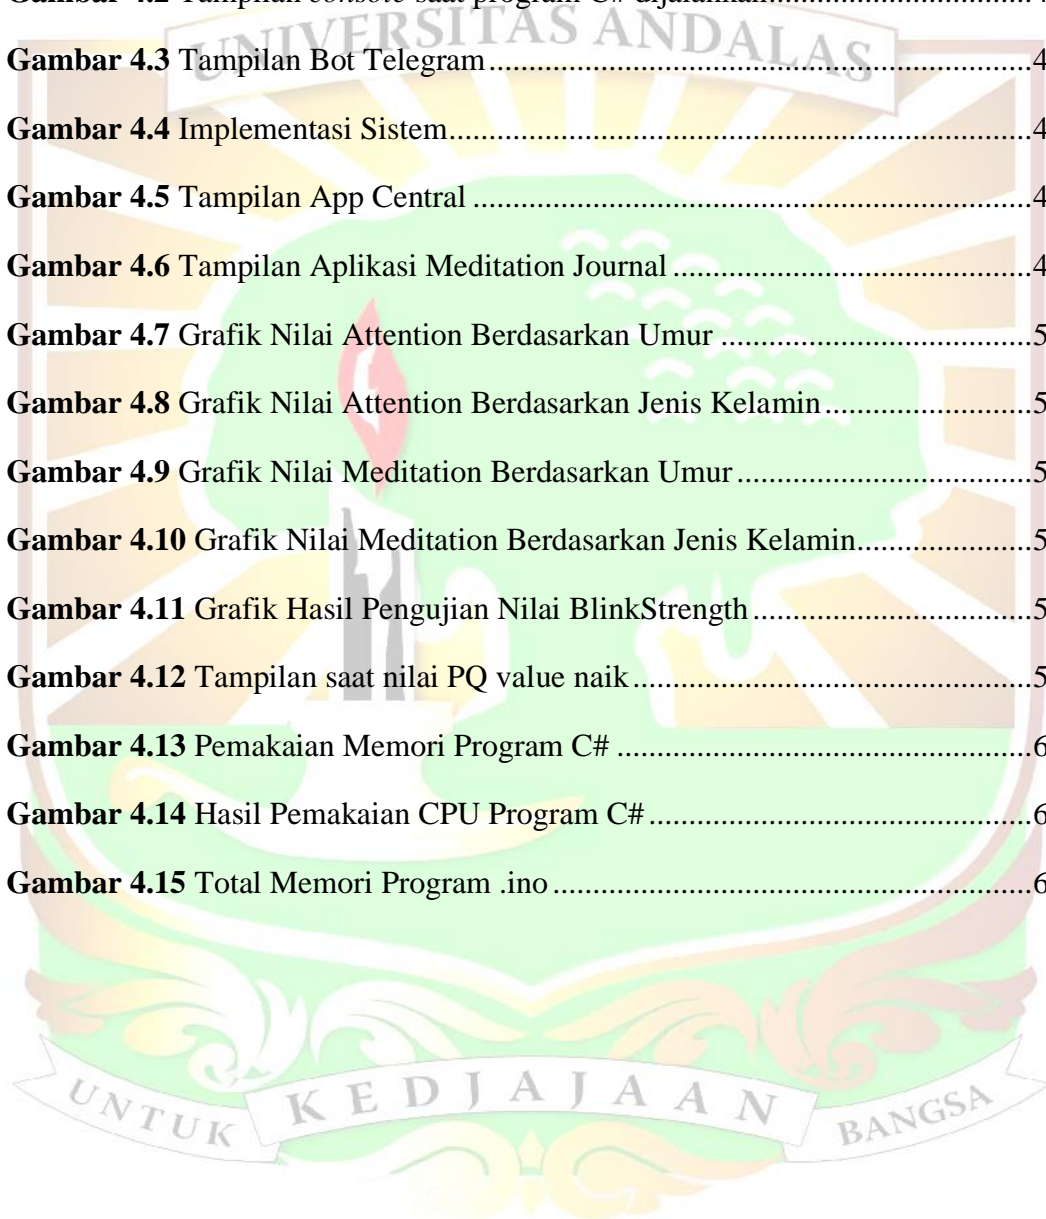 Gambar 4.2 Tampilan console saat program C# dijalankan
UNIVERSITAS ANDALAS
Gambar 4.3 Tampilan Bot Telegram................................................................4
Gambar 4.4 Implementasi Sistem................................................................4
Gambar 4.5 Tampilan App Central................................................................4
Gambar 4.6 Tampilan Aplikasi Meditation Journal................................................4
Gambar 4.7 Grafik Nilai Attention Berdasarkan Umur..........................................5
Gambar 4.8 Grafik Nilai Attention Berdasarkan Jenis Kelamin............................5
Gambar 4.9 Grafik Nilai Meditation Berdasarkan Umur........................................5
Gambar 4.10 Grafik Nilai Meditation Berdasarkan Jenis Kelamin.......................5
Gambar 4.11 Grafik Hasil Pengujian Nilai BlinkStrength.....................................5
Gambar 4.12 Tampilan saat nilai PQ value naik....................................................5
Gambar 4.13 Pemakaian Memori Program C#......................................................6
Gambar 4.14 Hasil Pemakaian CPU Program C#..................................................6
Gambar 4.15 Total Memori Program .ino..............................................................6
UNTUK KEDJAJAAN BANGSA